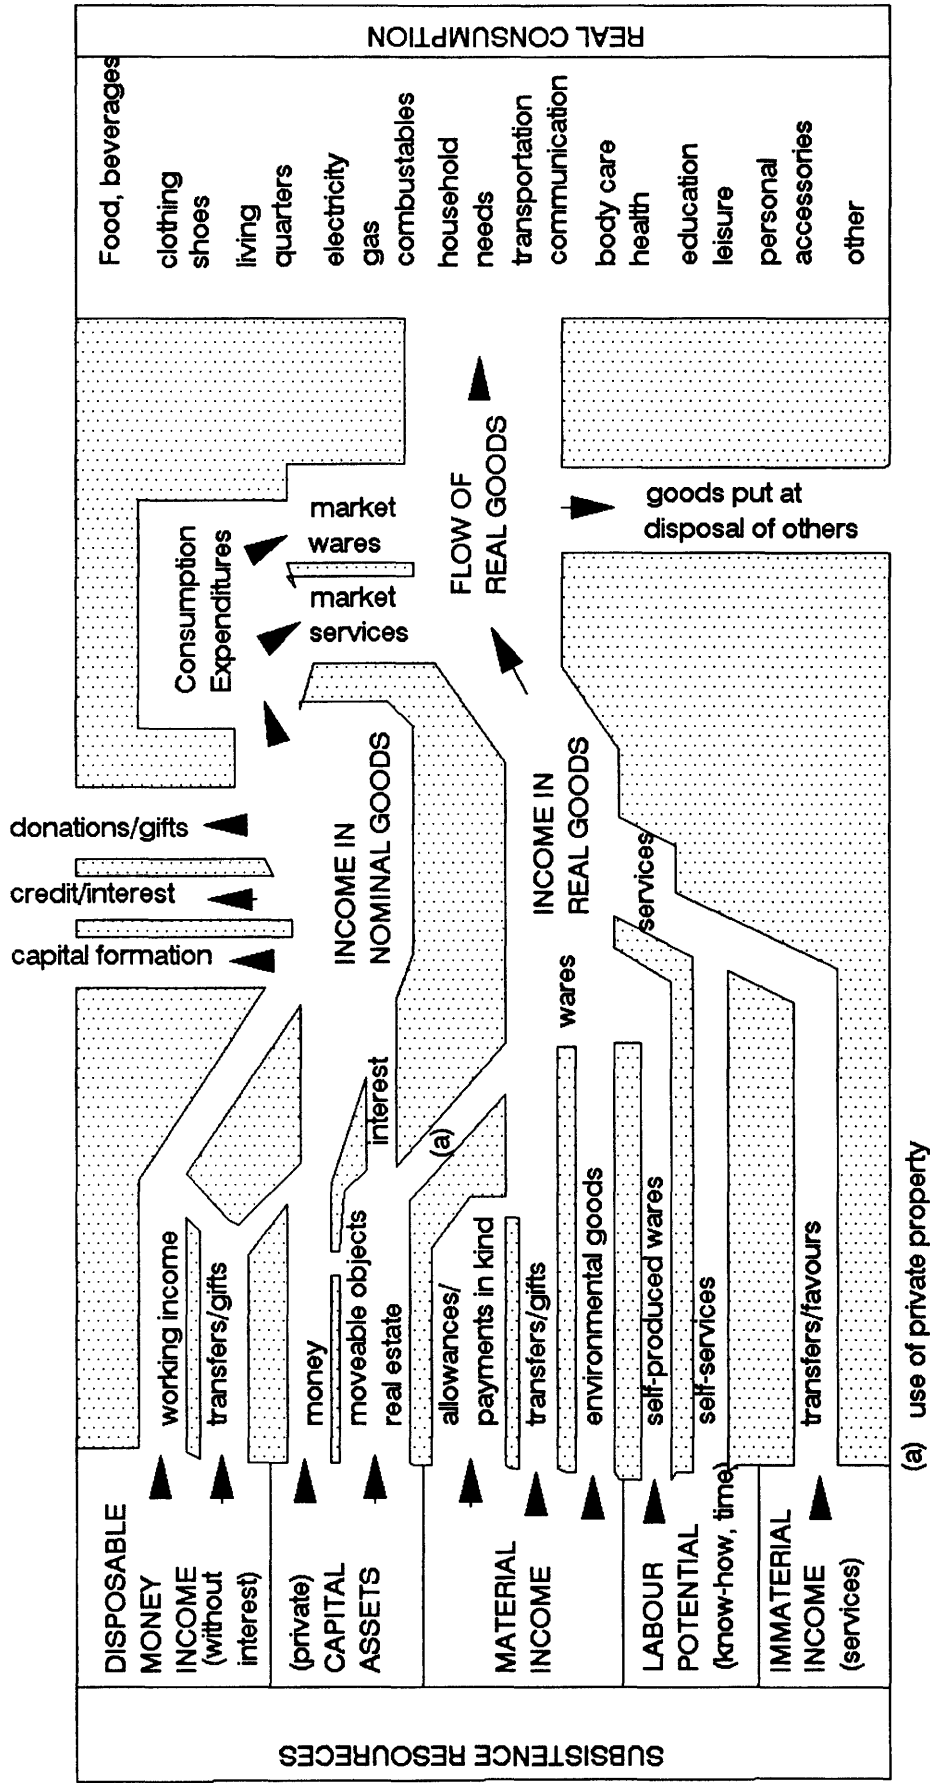 SUBSISTENCE RESOURECES
DISPOSABLE
MONEY
INCOME
(without
interest)
(private)
CAPITAL
ASSETS
MATERIAL
INCOME
LABOUR
POTENTIAL
(know-how, time)
IMMATERIAL
INCOME
(services)
working income
transfers/gifts
money
moveable objects
real estate
allowances/
payments in kind
transfers/gifts
environmental goods
self-produced wares
self-services
transfers/favours
interest
(a)
capital formation
credit/interest
donations/gifts
INCOME IN
NOMINAL GOODS
wares
services
INCOME IN
REAL GOODS
Consumption
Expenditures
market
services
market
wares
FLOW OF
REAL GOODS
goods put at
disposal of others
Food, beverages
clothing
shoes
living
quarters
electricity
gas
combustables
household
needs
transportation
communication
body care
health
education
leisure
personal
accessories
other
REAL CONSUMPTION
(a) use of private property